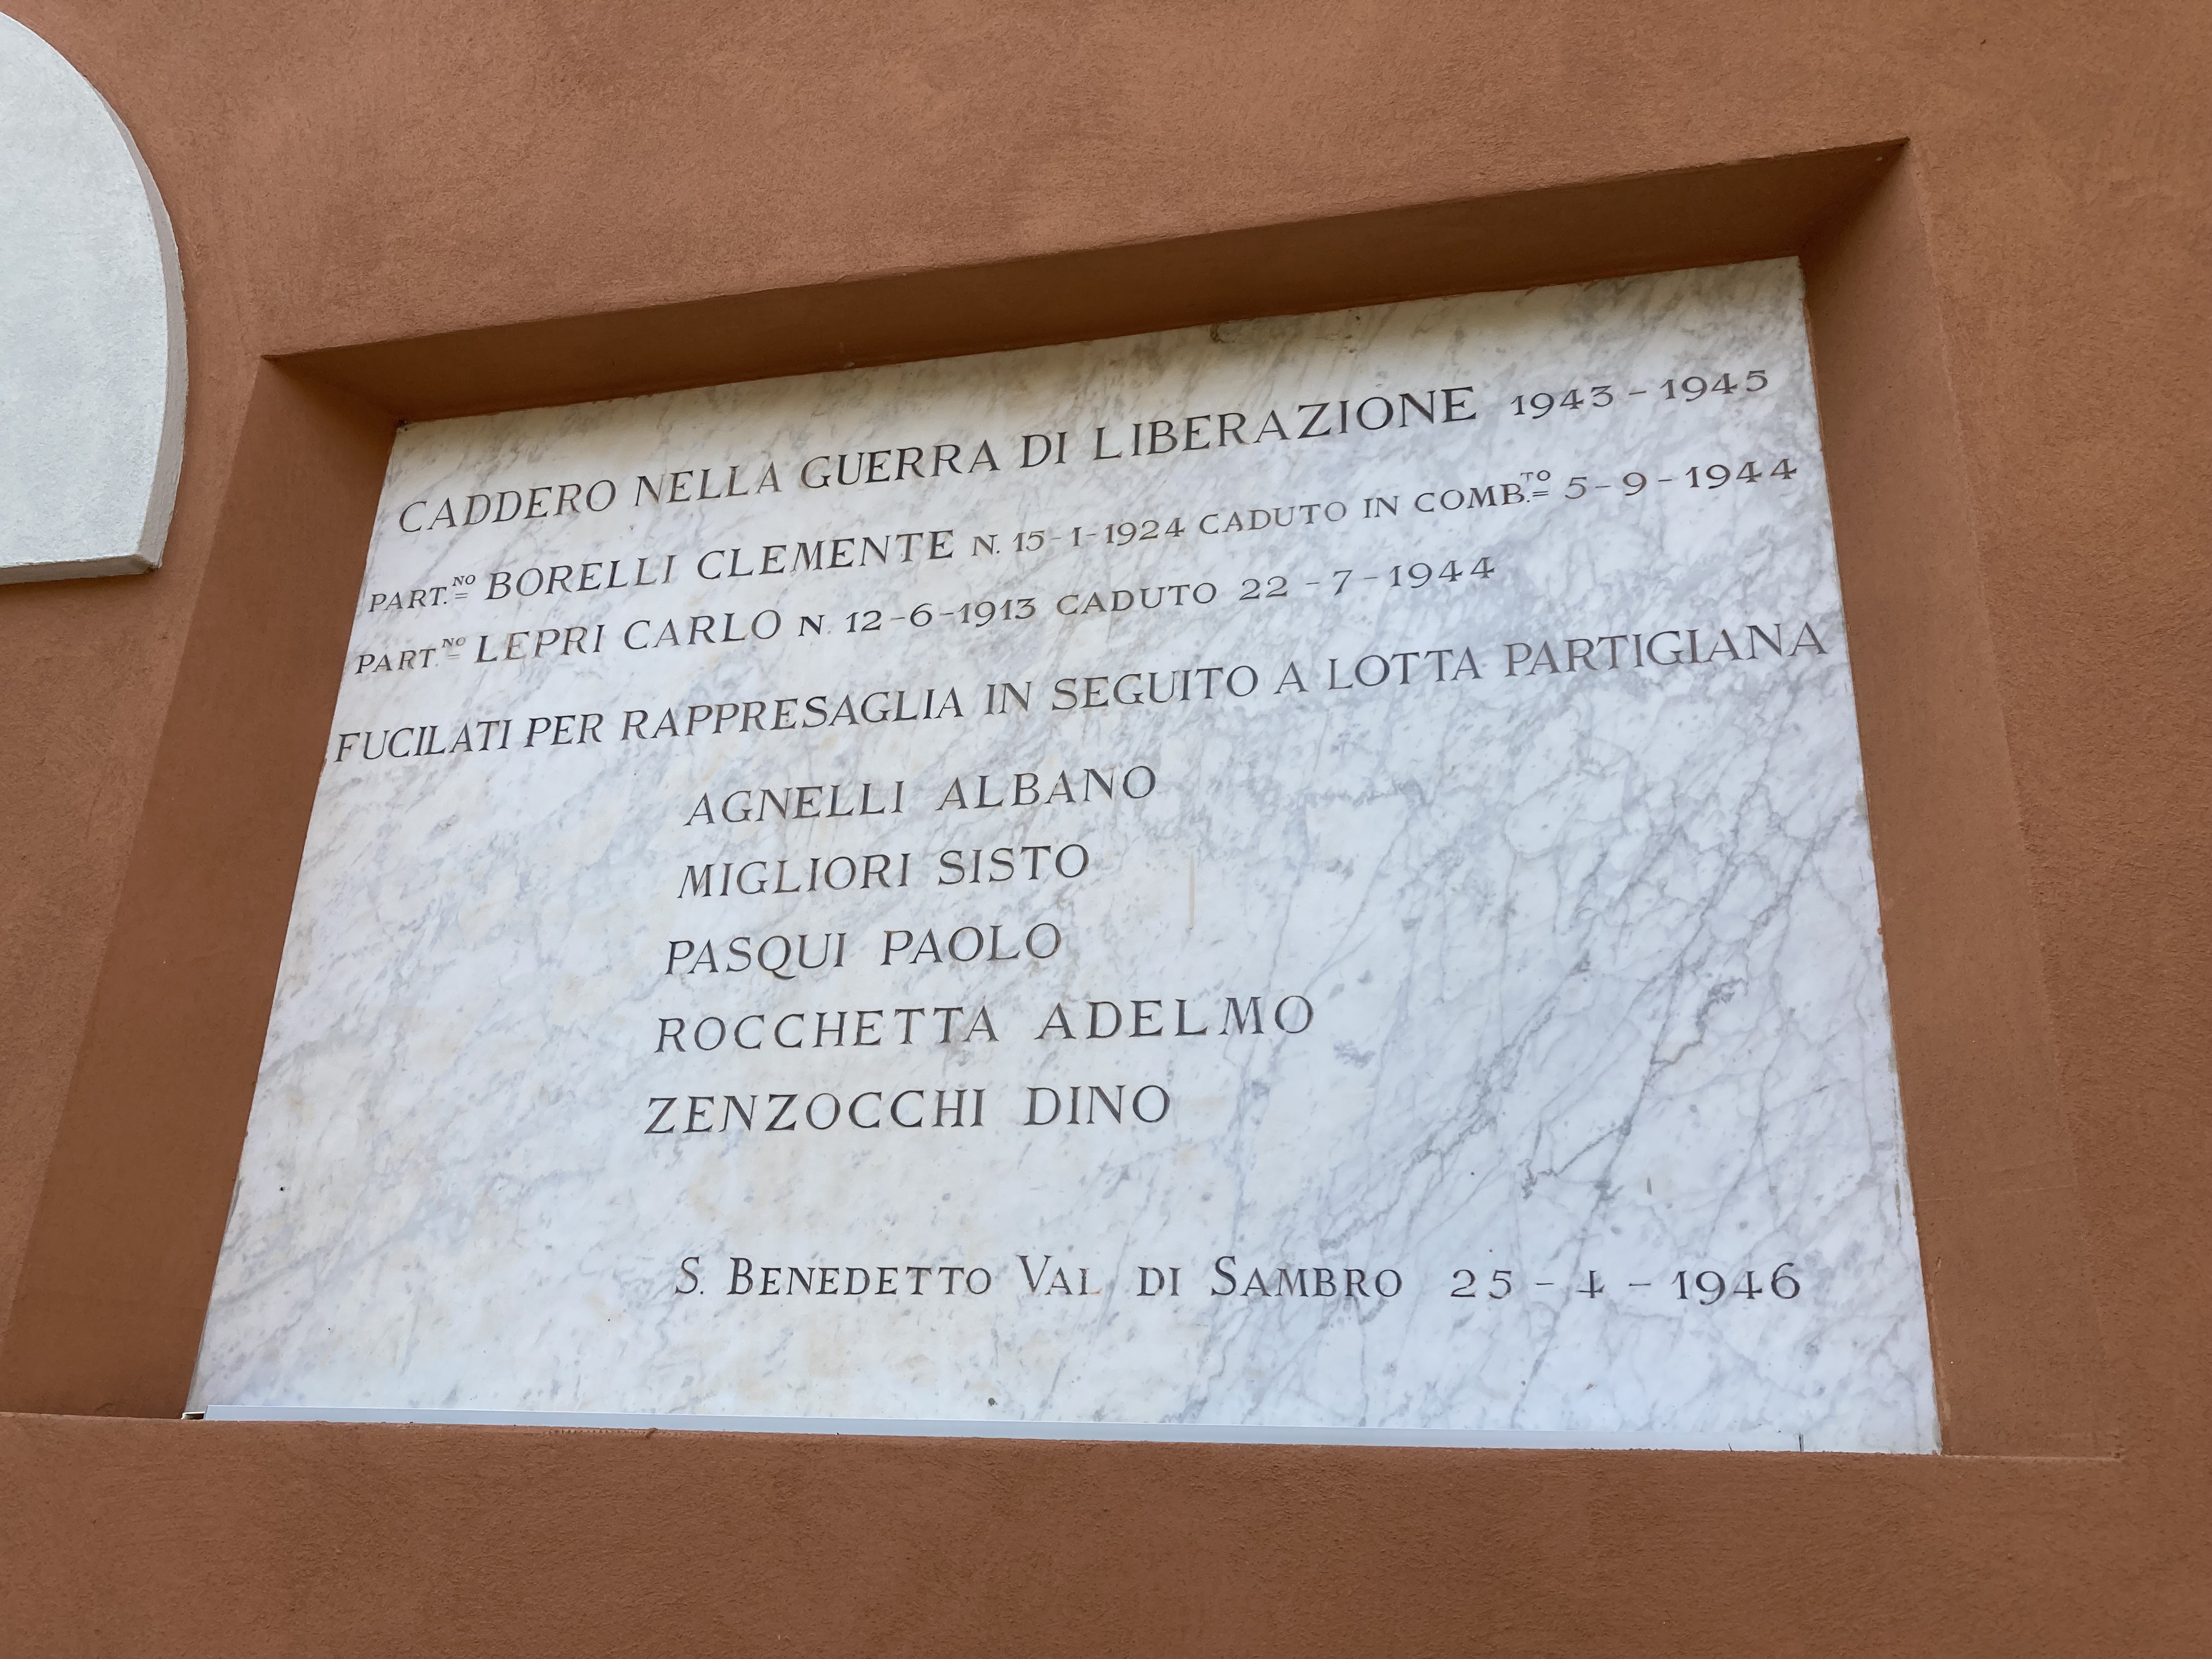 CADDERO NELLA GUERRA DI LIBERAZIONE 1943-1945
PART.NO BORELLI CLEMENTE N. 15-1-1924 CADUTO IN COMB.TO 5-9-1944
PART.NO LEPRI CARLO N. 12-6-1913 CADUTO 22-7-1944
FUCILATI PER RAPPRESAGLIA IN SEGUITO A LOTTA PARTIGIANA
AGNELLI ALBANO
MIGLIORI SISTO
PASQUI PAOLO
ROCCHETTA ADELMO
ZENZOCCHI DINO
S. BENEDETTO VAL DI SAMBRO 25-4-1946